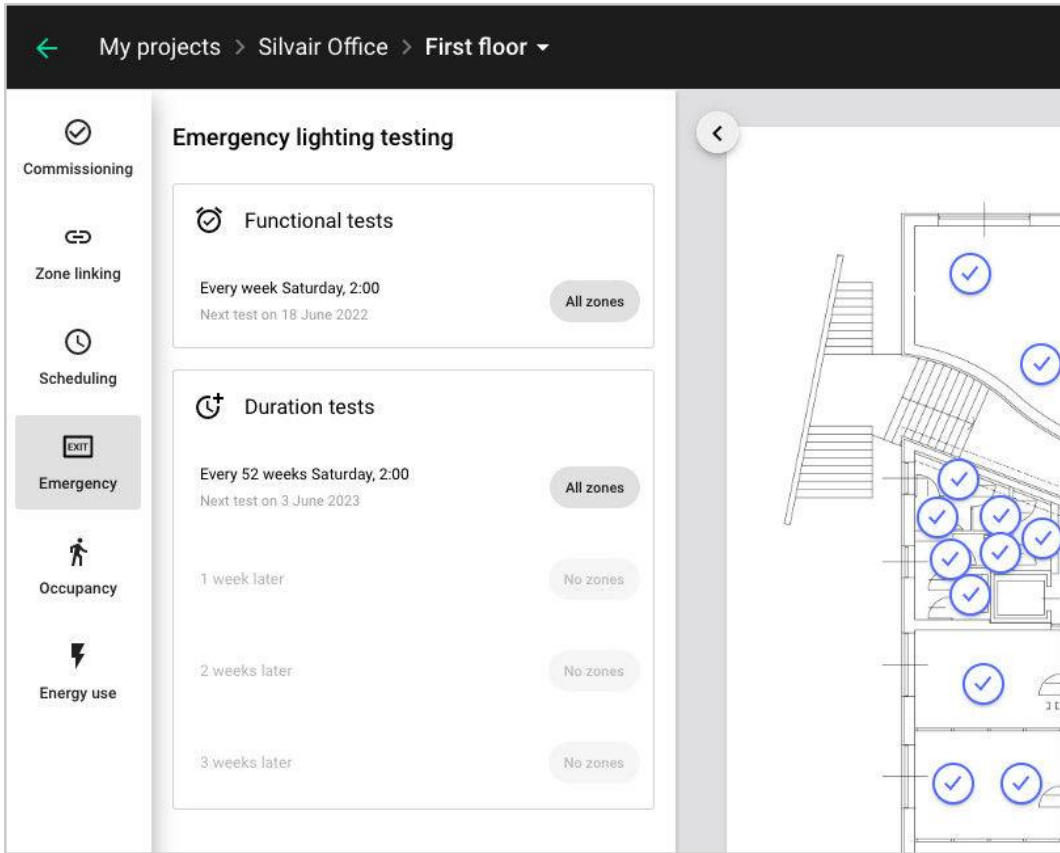 My projects > Silvair Office > First floor
Commissioning
Zone linking
Scheduling
EXIT
Emergency
Occupancy
Energy use
Emergency lighting testing
Functional tests
Every week Saturday, 2:00
Next test on 18 June 2022
All zones
Duration tests
Every 52 weeks Saturday, 2:00
Next test on 3 June 2023
All zones
1 week later
No zones
2 weeks later
No zones
3 weeks later
No zones